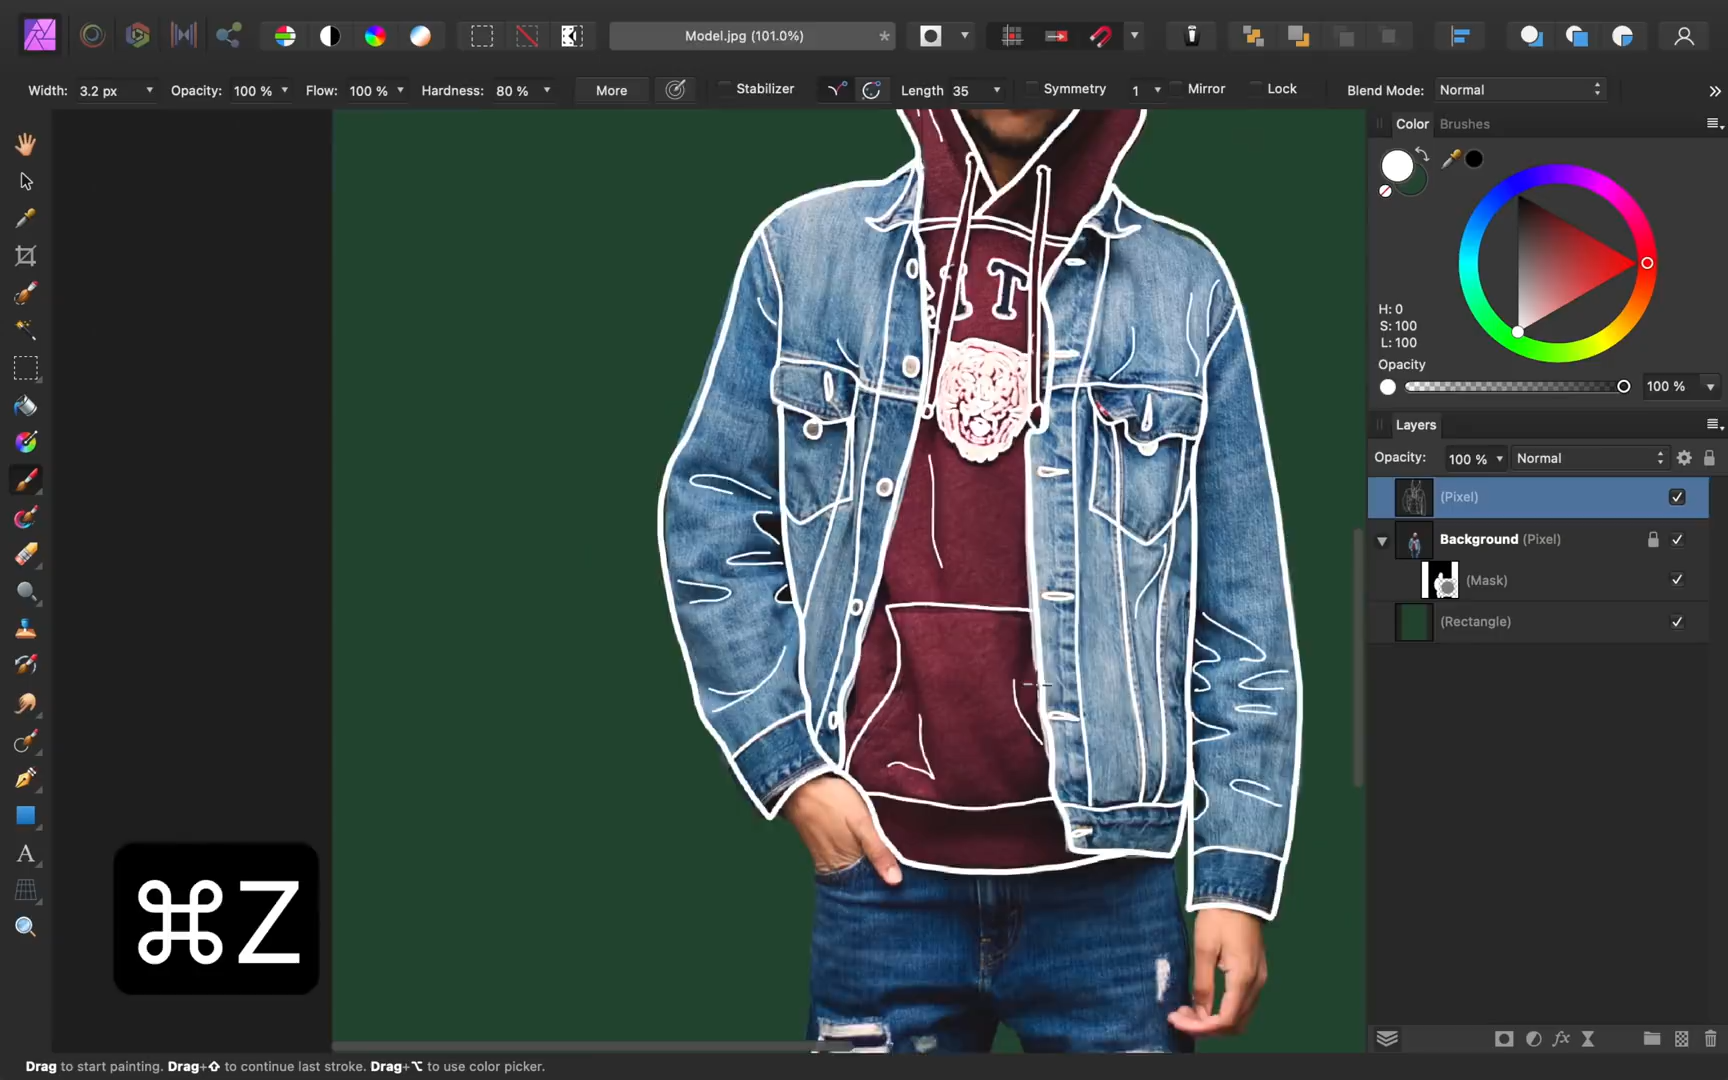 Model.jpg (101.0%)
*
Width: 3.2 px
Opacity: 100 %
Flow: 100 %
Hardness: 80 %
More
Stabilizer
Length 35
Symmetry
1
Mirror
Lock
Blend Mode: Normal
Color
Brushes
H: 0
S: 100
L: 100
Opacity
100 %
Layers
Opacity: 100 %
Normal
(Pixel)
Background (Pixel)
(Mask)
(Rectangle)
T
A
⌘Z
Drag to start painting. Drag+⇧ to continue last stroke. Drag+⌥ to use color picker.